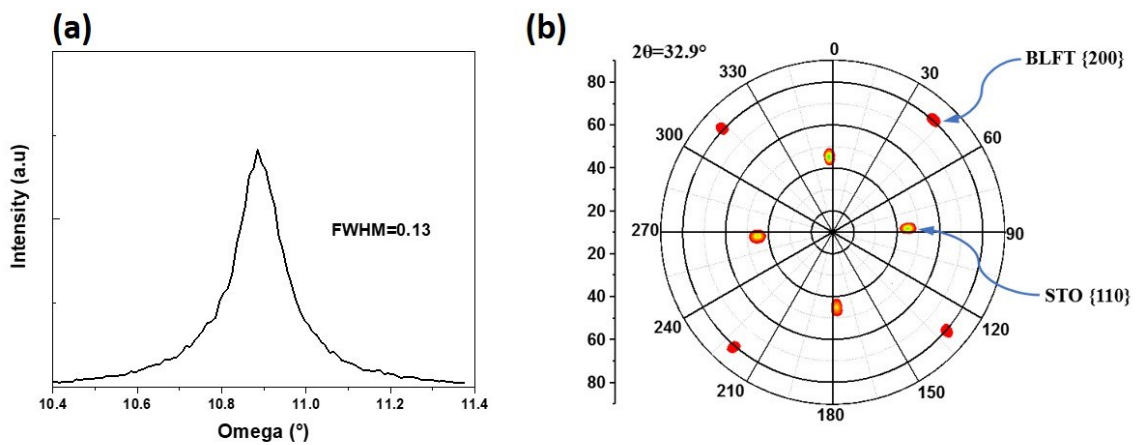 (a)
Intensity (a.u)
FWHM=0.13
10.4 10.6 10.8 11.0 11.2 11.4
Omega (°)
(b)
2θ=32.9°
80
60
40
20
10
20
40
60
80
0
30
60
90
120
150
180
210
240
270
300
330
BLFT {200}
STO {110}